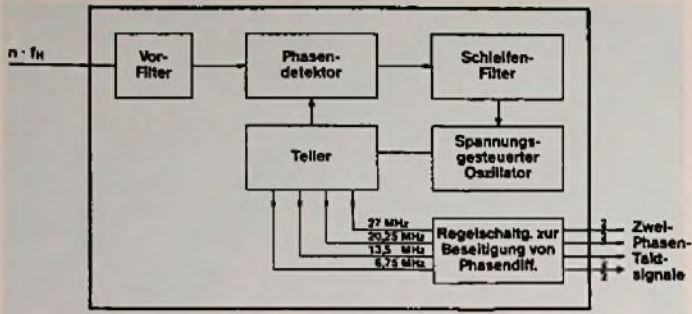 n · fH
Vor-
Filter
Phasen-
detektor
Schleifen-
Filter
Teiler
Spannungs-
gesteuerter
Oszillator
27 MHz
20,25 MHz
13,5 MHz
6,75 MHz
Regelschaltg. zur
Beseitigung von
Phasendiff.
Zwei-
Phasen-
Takt-
signale